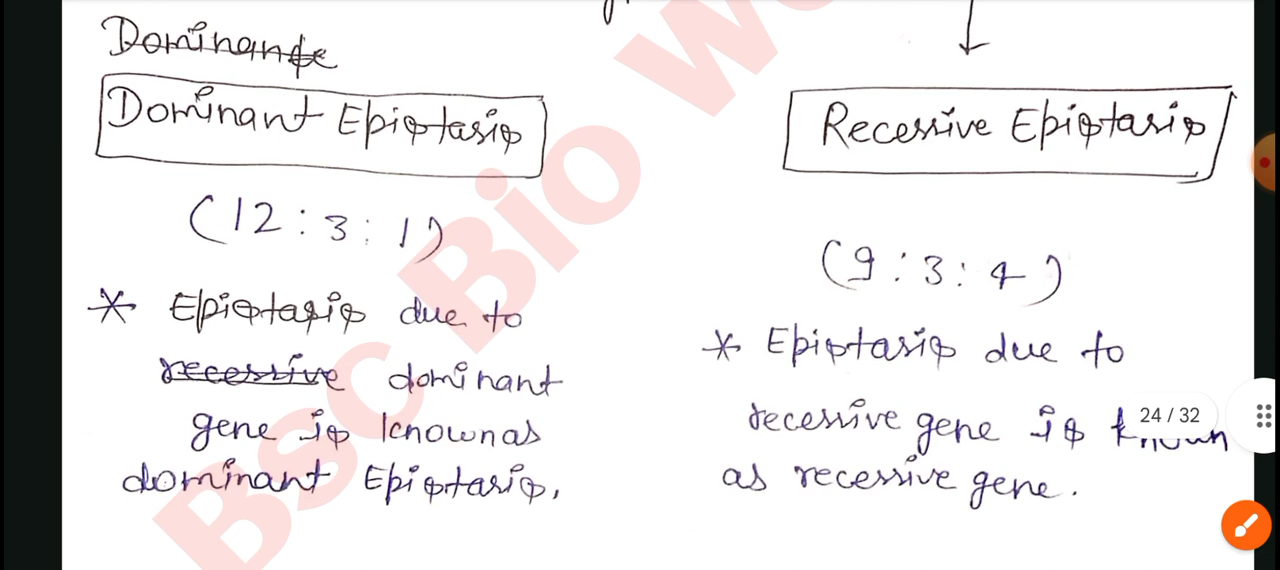 Dominance
Dominant Epistasis
(12 : 3 : 1)
* Epistasis due to
recessive dominant
gene is known as
dominant Epistasis.
Recessive Epistasis
(9 : 3 : 4)
* Epistasis due to
recessive gene is known
as recessive gene.
24 / 32
BSc Bio